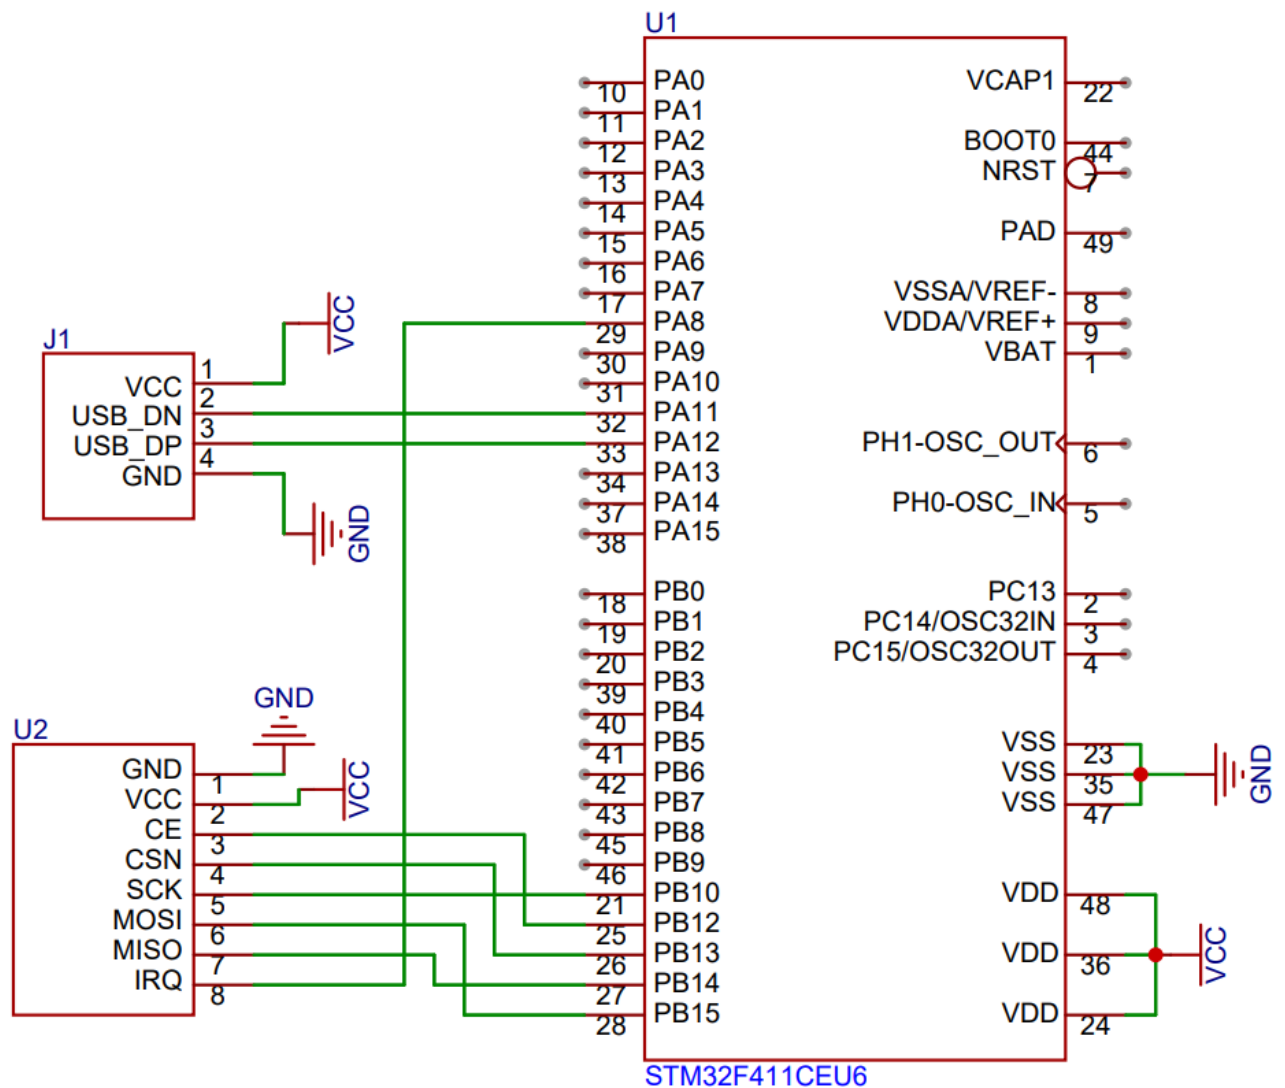 U1
PA0 10
PA1 11
PA2 12
PA3 13
PA4 14
PA5 15
PA6 16
PA7 17
PA8 29
PA9 30
PA10 31
PA11 32
PA12 33
PA13 34
PA14 37
PA15 38
PB0 18
PB1 19
PB2 20
PB3 39
PB4 40
PB5 41
PB6 42
PB7 43
PB8 45
PB9 46
PB10 21
PB12 25
PB13 26
PB14 27
PB15 28
VCAP1 22
BOOT0 44
NRST 7
PAD 49
VSSA/VREF- 8
VDDA/VREF+ 9
VBAT 1
PH1-OSC_OUT 6
PH0-OSC_IN 5
PC13 2
PC14/OSC32IN 3
PC15/OSC32OUT 4
VSS 23
VSS 35
VSS 47
GND
VDD 48
VDD 36
VDD 24
VCC
STM32F411CEU6
J1
VCC 1
USB_DN 2
USB_DP 3
GND 4
VCC
GND
U2
GND 1
VCC 2
CE 3
CSN 4
SCK 5
MOSI 6
MISO 7
IRQ 8
GND
VCC